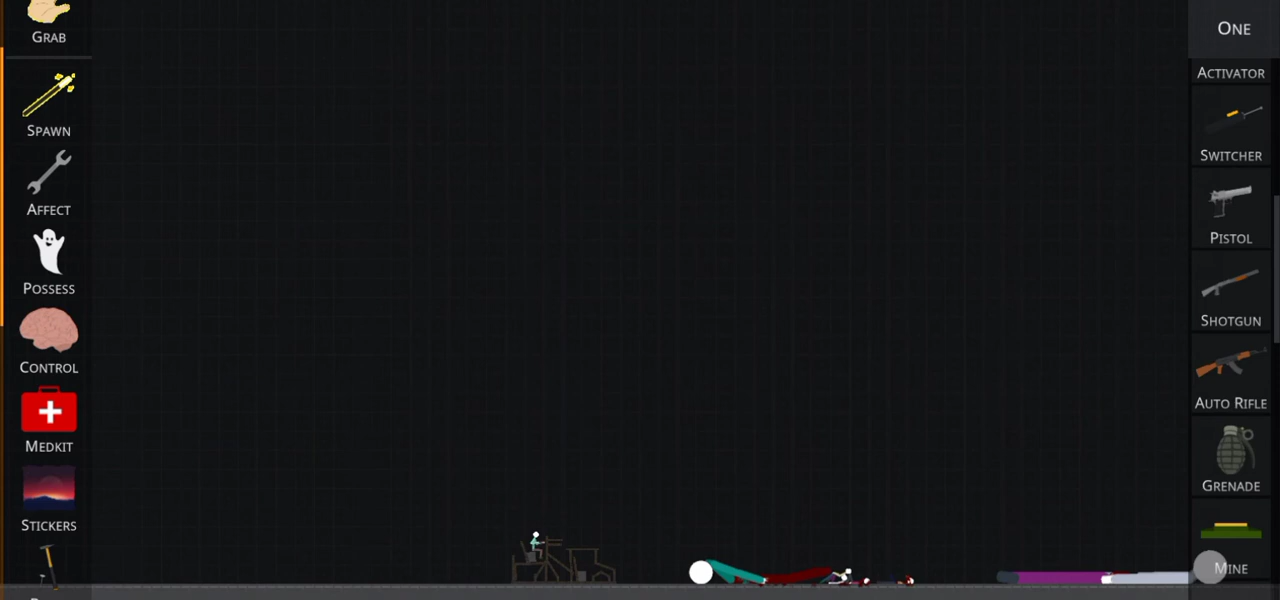 GRAB
SPAWN
AFFECT
POSSESS
CONTROL
MEDKIT
STICKERS
ONE
ACTIVATOR
SWITCHER
PISTOL
SHOTGUN
AUTO RIFLE
GRENADE
MINE